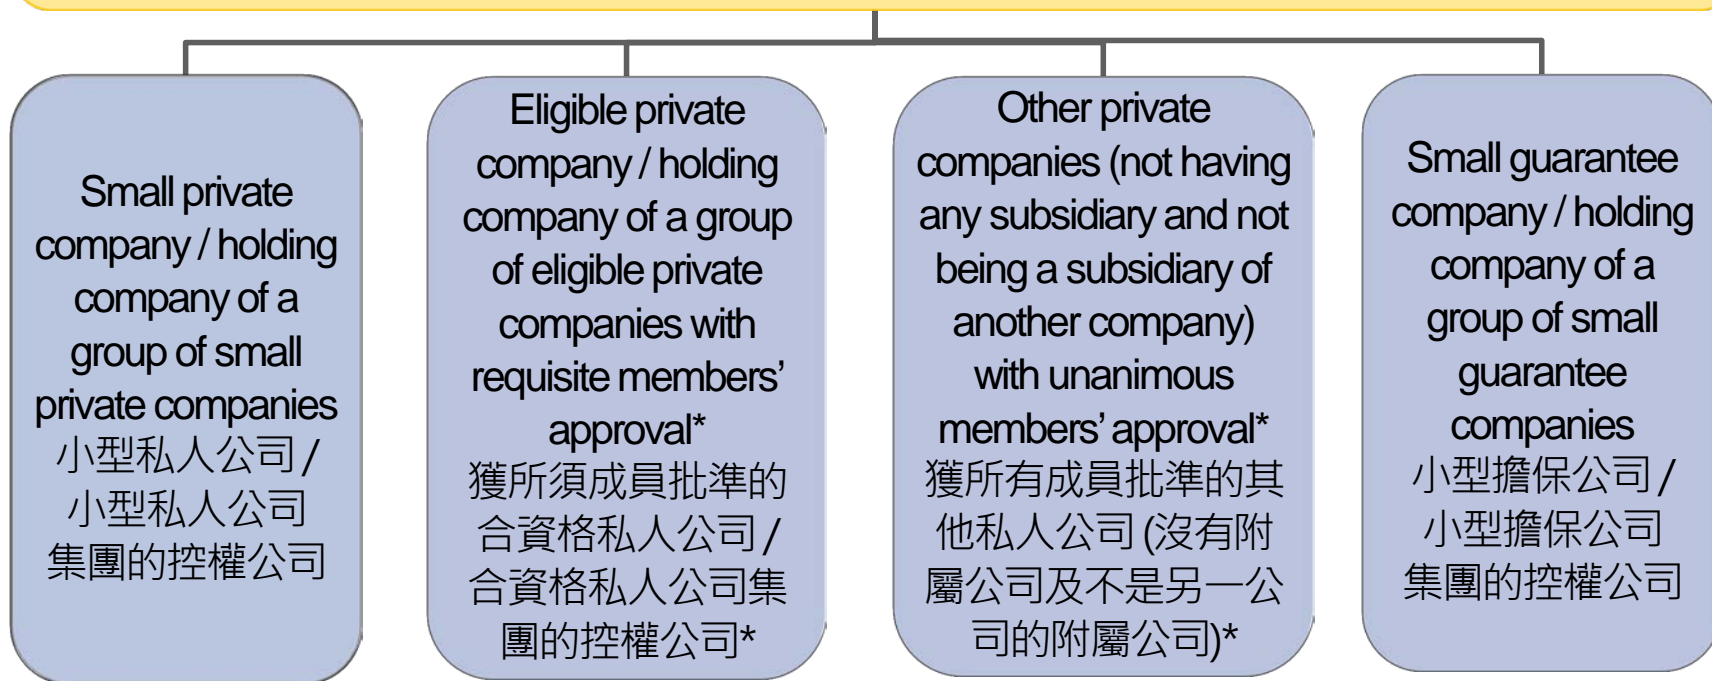 Small private
company / holding
company of a
group of small
private companies
小型私人公司 /
小型私人公司
集團的控權公司
Eligible private
company / holding
company of a group
of eligible private
companies with
requisite members’
approval*
獲所須成員批準的
合資格私人公司 /
合資格私人公司集
團的控權公司*
Other private
companies (not having
any subsidiary and not
being a subsidiary of
another company)
with unanimous
members’ approval*
獲所有成員批準的其
他私人公司 (沒有附
屬公司及不是另一公
司的附屬公司)*
Small guarantee
company / holding
company of a
group of small
guarantee
companies
小型擔保公司 /
小型擔保公司
集團的控權公司